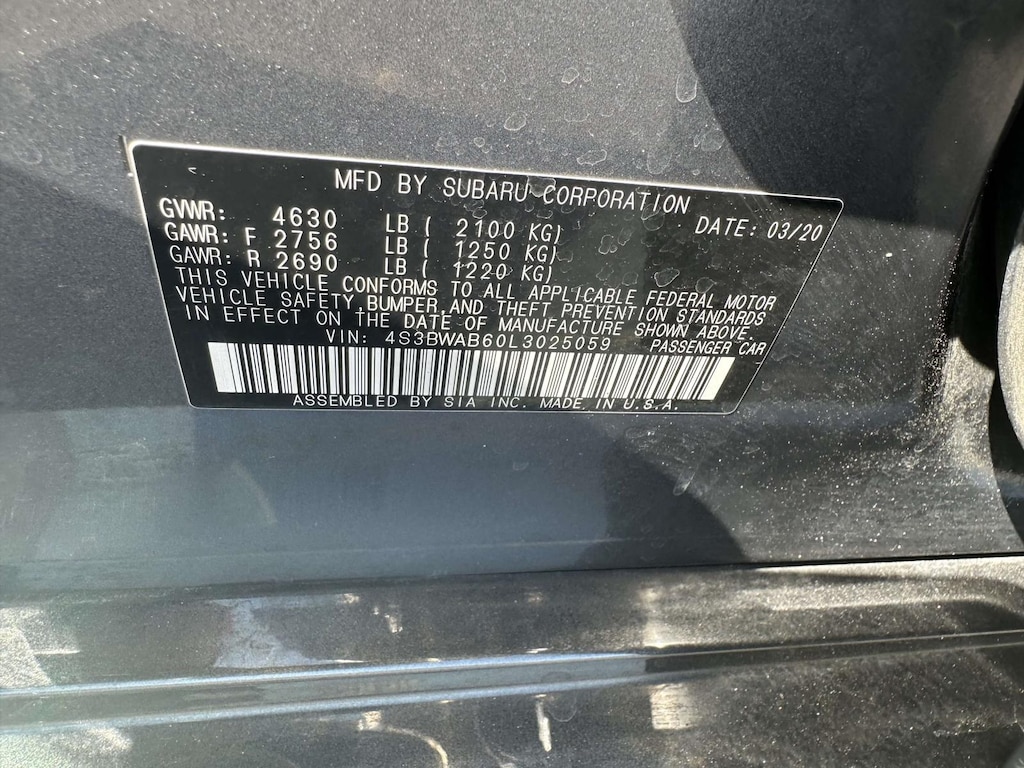 MFD BY SUBARU CORPORATION
GVWR: 4630 LB ( 2100 KG) DATE: 03/20
GAWR: F 2756 LB ( 1250 KG)
GAWR: R 2690 LB ( 1220 KG)
THIS VEHICLE CONFORMS TO ALL APPLICABLE FEDERAL MOTOR
VEHICLE SAFETY, BUMPER, AND THEFT PREVENTION STANDARDS
IN EFFECT ON THE DATE OF MANUFACTURE SHOWN ABOVE.
VIN: 4S3BWAB60L3025059 PASSENGER CAR
ASSEMBLED BY SIA INC. MADE IN U.S.A.